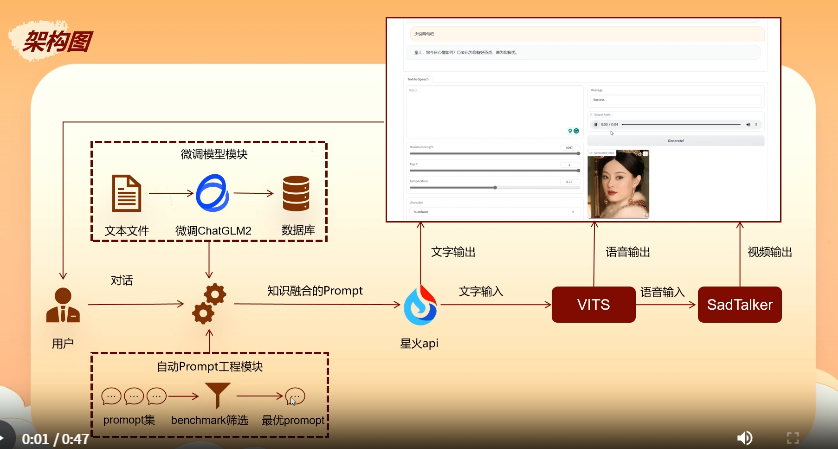 架构图
微调模型模块
文本文件
微调ChatGLM2
数据库
对话
用户
知识融合的Prompt
自动Prompt工程模块
promopt集
benchmark筛选
最优promopt
文字输出
语音输出
视频输出
星火api
文字输入
VITS
语音输入
SadTalker
0:01 / 0:47